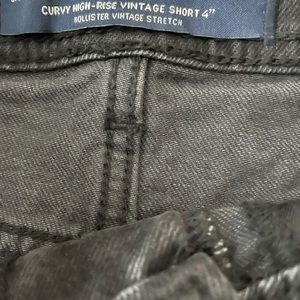 CURVY HIGH-RISE VINTAGE SHORT 4"
HOLLISTER VINTAGE STRETCH